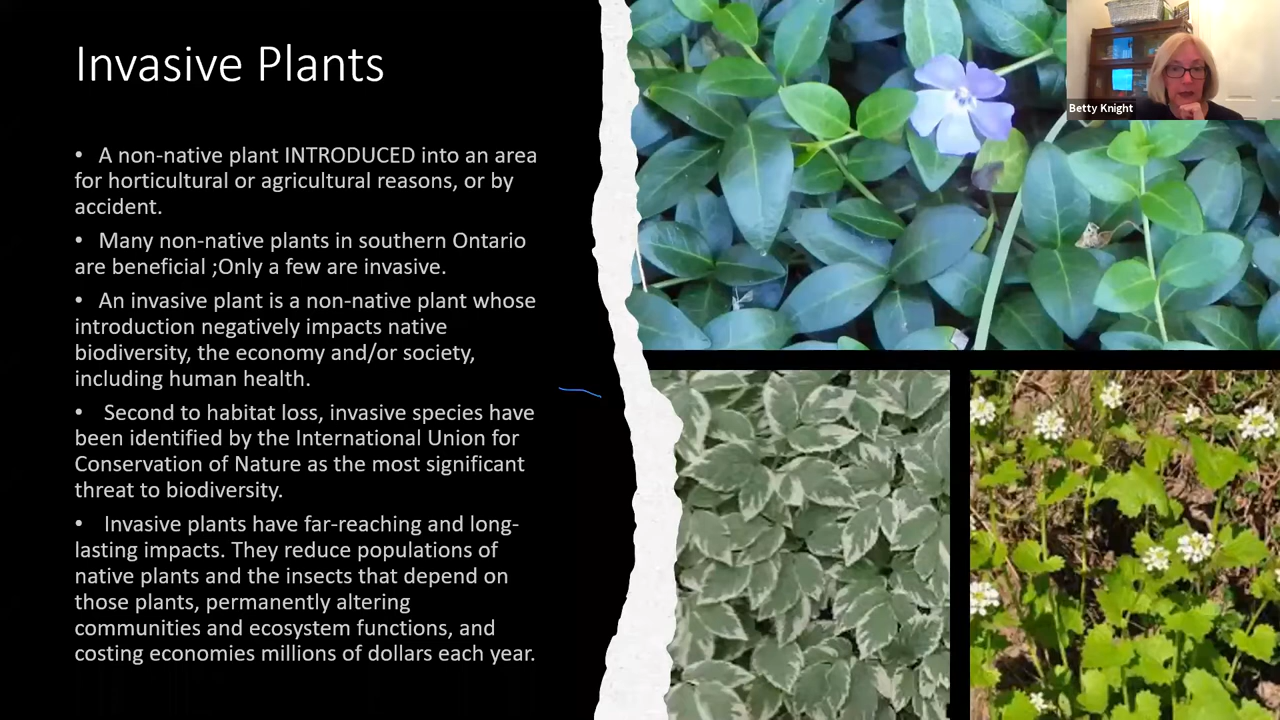 Invasive Plants
• A non-native plant INTRODUCED into an area
for horticultural or agricultural reasons, or by
accident.
• Many non-native plants in southern Ontario
are beneficial ;Only a few are invasive.
• An invasive plant is a non-native plant whose
introduction negatively impacts native
biodiversity, the economy and/or society,
including human health.
• Second to habitat loss, invasive species have
been identified by the International Union for
Conservation of Nature as the most significant
threat to biodiversity.
• Invasive plants have far-reaching and long-
lasting impacts. They reduce populations of
native plants and the insects that depend on
those plants, permanently altering
communities and ecosystem functions, and
costing economies millions of dollars each year.
Betty Knight